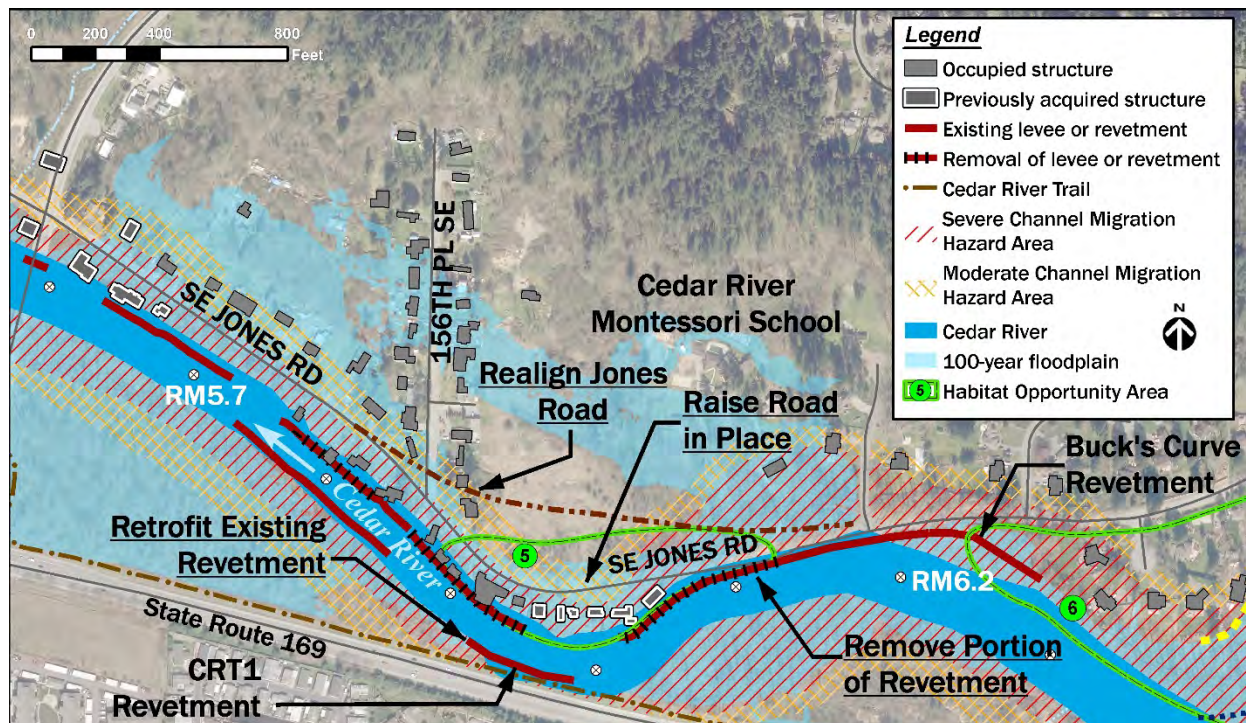 0 200 400 800
Feet
Legend
Occupied structure
Previously acquired structure
Existing levee or revetment
Removal of levee or revetment
Cedar River Trail
Severe Channel Migration
Hazard Area
Moderate Channel Migration
Hazard Area
N
Cedar River
100-year floodplain
5
Habitat Opportunity Area
156TH PL SE
SE JONES RD
Cedar River
Montessori School
Realign Jones
Road
Raise Road
in Place
Buck's Curve
Revetment
RM5.7
Cedar River
Retrofit Existing
Revetment
5
SE JONES RD
RM6.2
6
State Route 169
CRT1
Revetment
Remove Portion
of Revetment